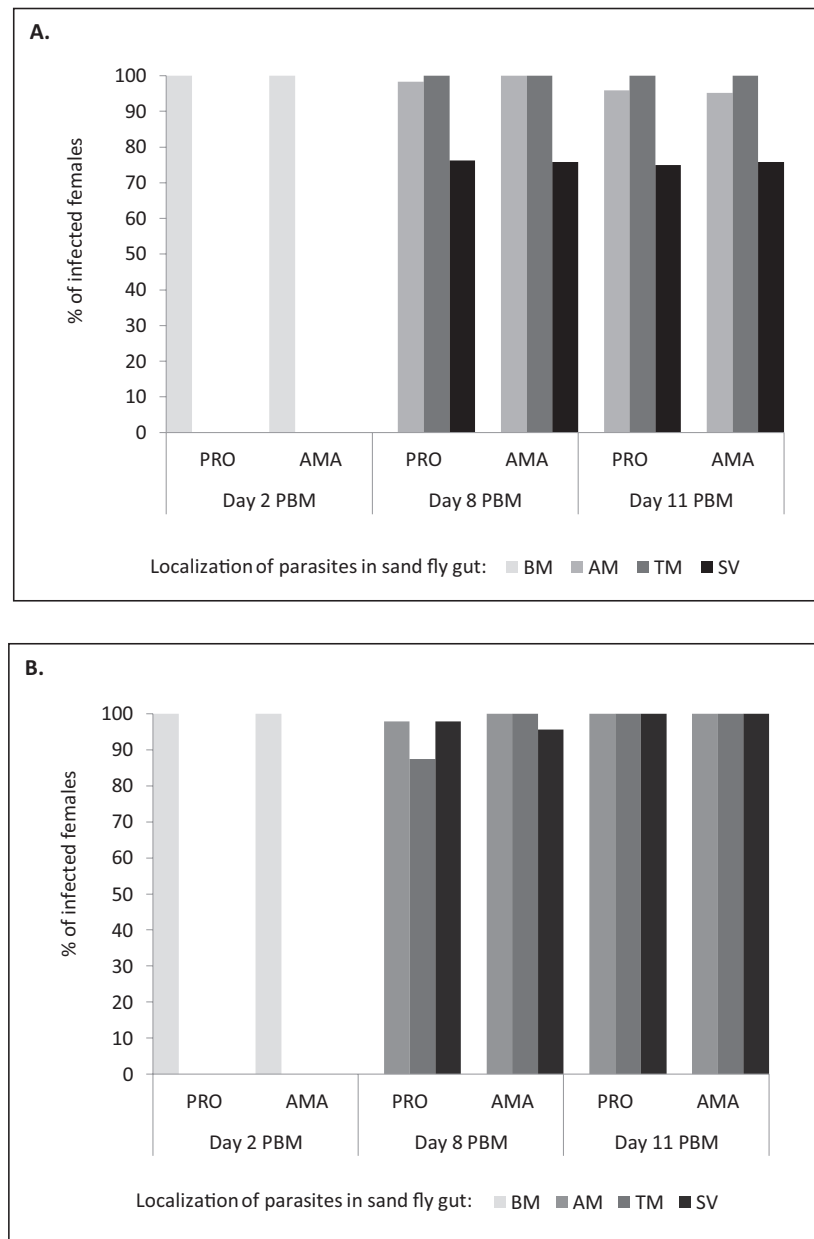 A.
% of infected females
100
90
80
70
60
50
40
30
20
10
0
PRO AMA PRO AMA PRO AMA
Day 2 PBM Day 8 PBM Day 11 PBM
Localization of parasites in sand fly gut: BM AM TM SV
B.
% of infected females
100
90
80
70
60
50
40
30
20
10
0
PRO AMA PRO AMA PRO AMA
Day 2 PBM Day 8 PBM Day 11 PBM
Localization of parasites in sand fly gut: BM AM TM SV